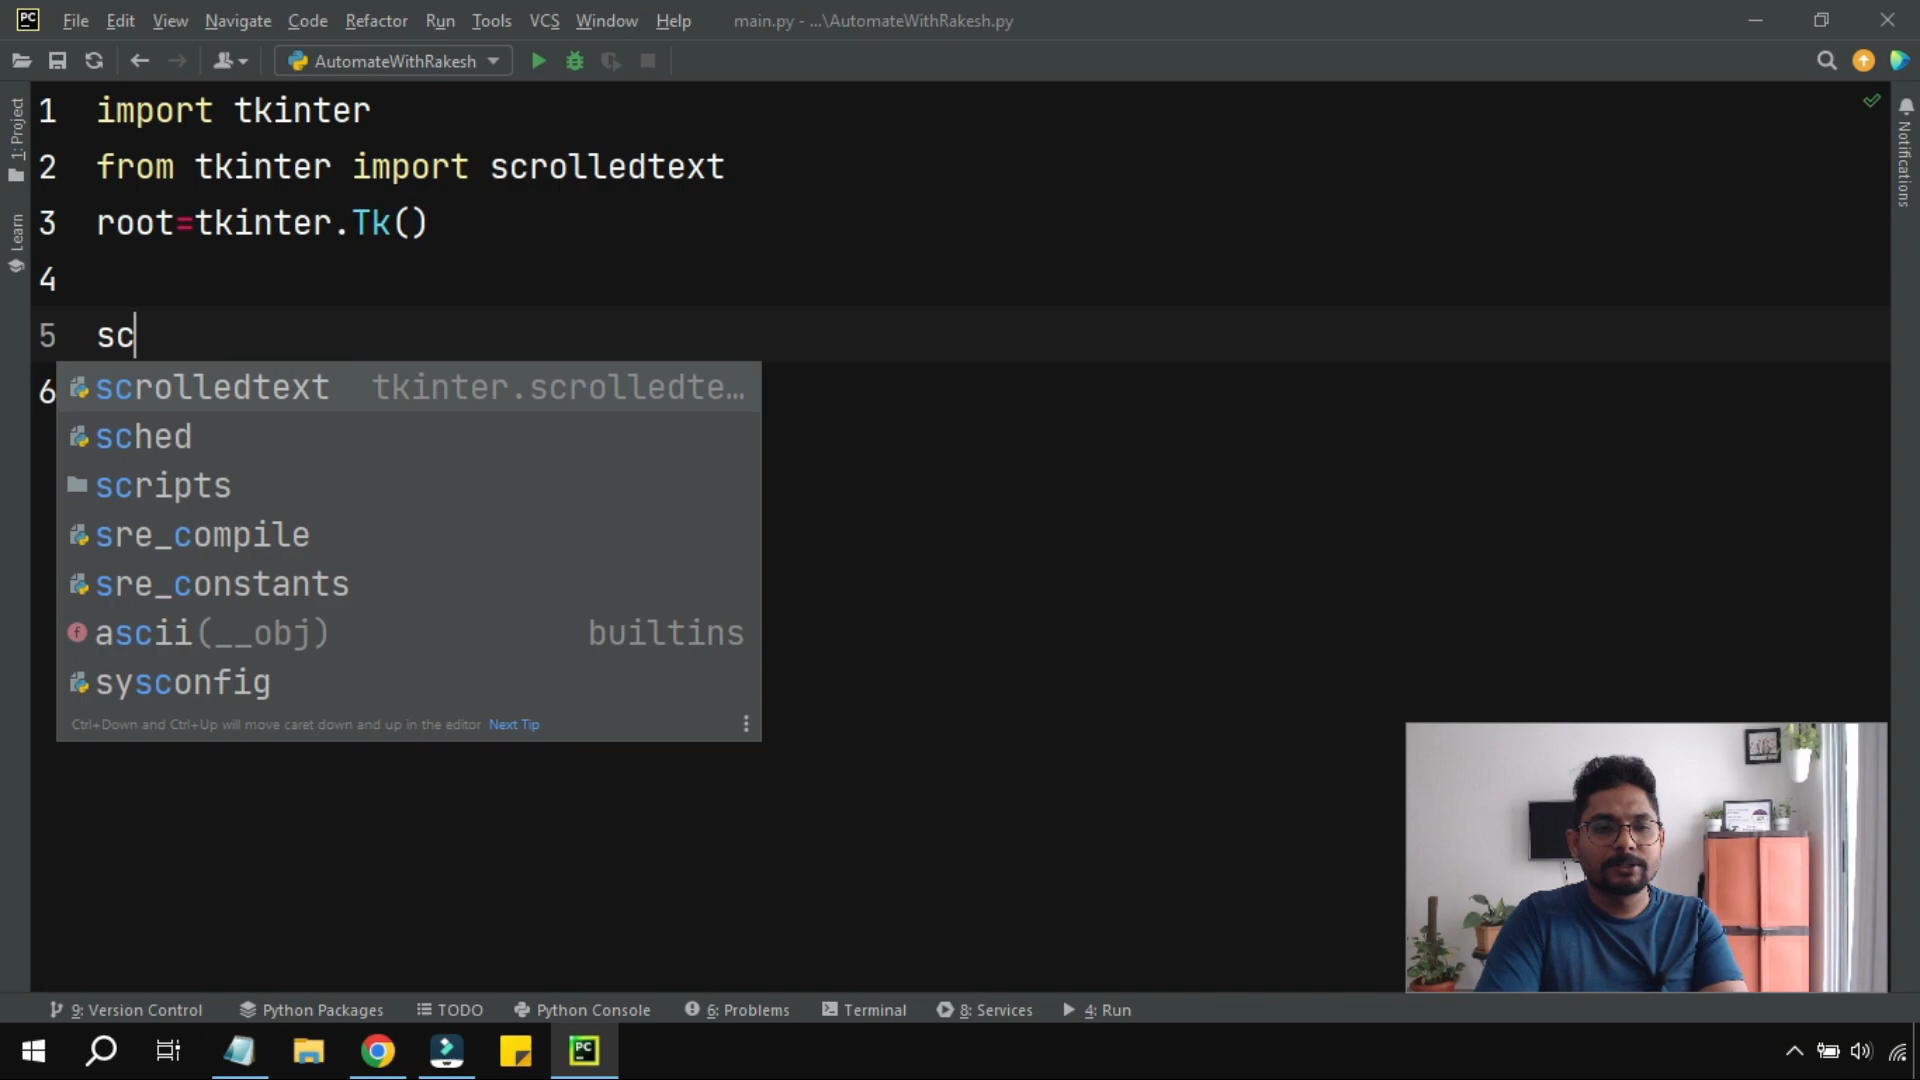 PC File Edit View Navigate Code Refactor Run Tools VCS Window Help main.py - ...\AutomateWithRakesh.py
AutomateWithRakesh
1: Project
Learn
Notifications
1 import tkinter
2 from tkinter import scrolledtext
3 root=tkinter.Tk()
4
5 sc
6
scrolledtext tkinter.scrolledte…
sched
scripts
sre_compile
sre_constants
f ascii(__obj) builtins
sysconfig
Ctrl+Down and Ctrl+Up will move caret down and up in the editor Next Tip
9: Version Control Python Packages TODO Python Console 6: Problems Terminal 8: Services 4: Run
PC